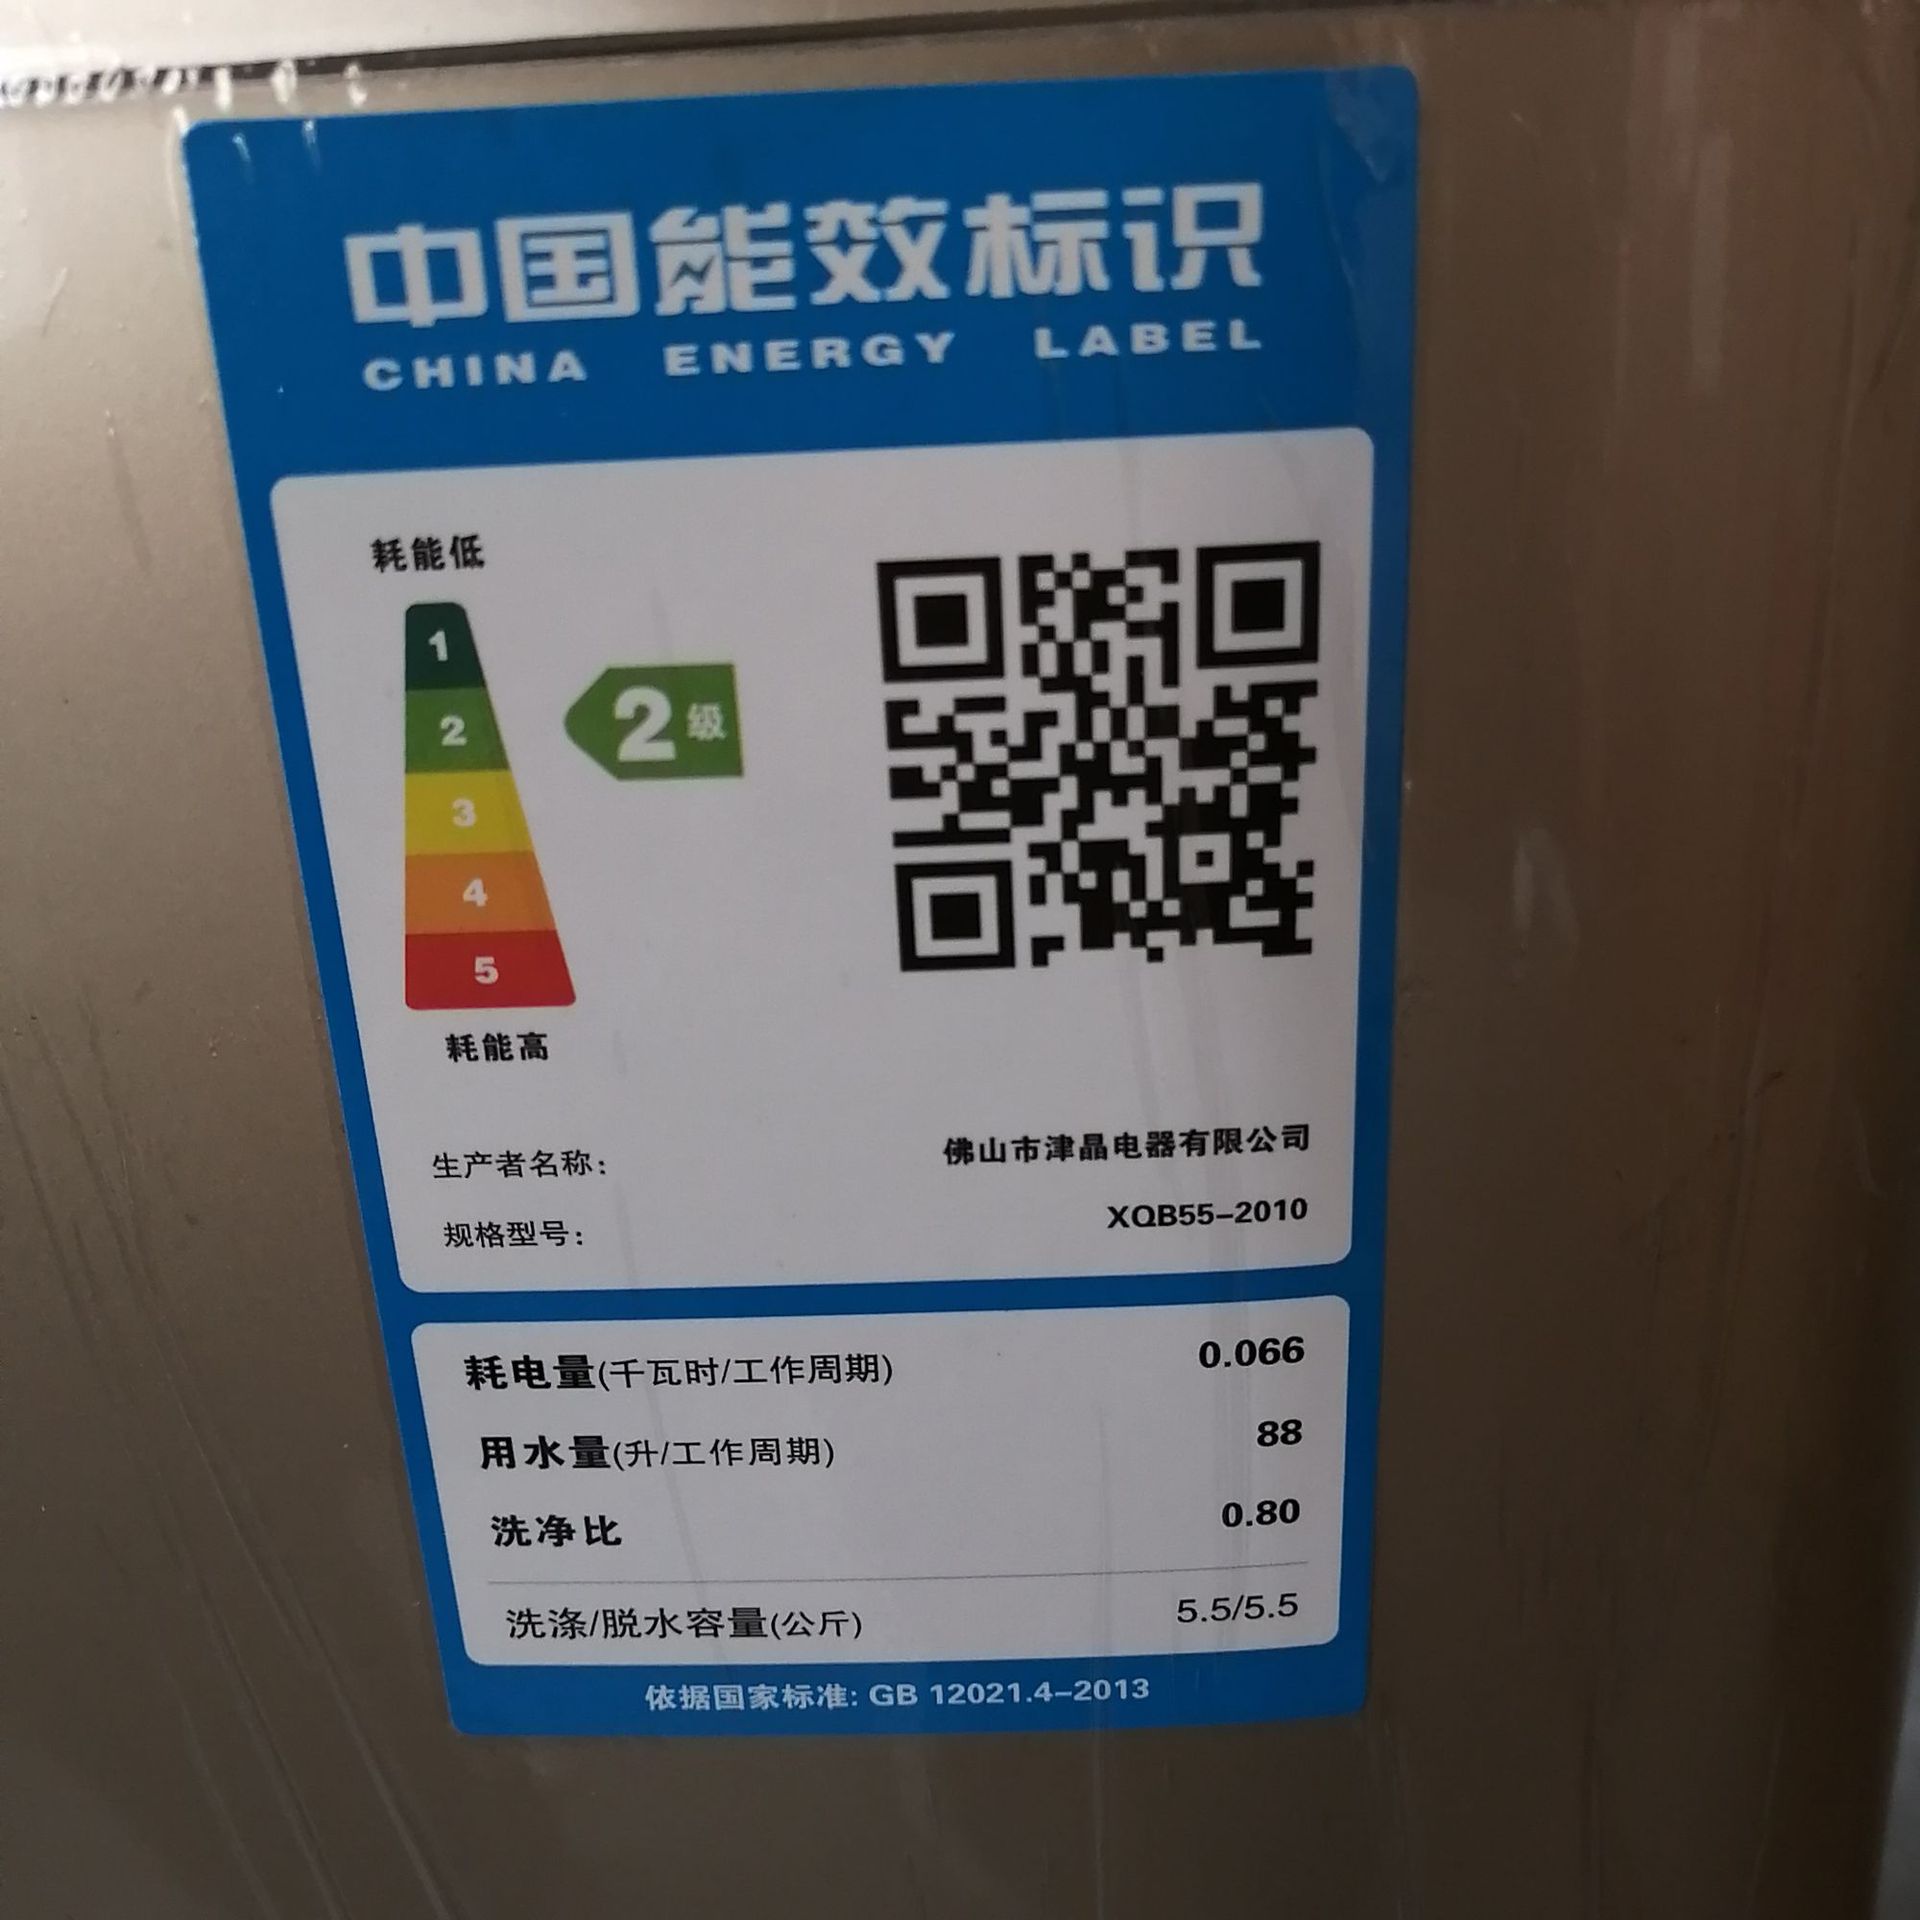 中国能效标识
CHINA ENERGY LABEL
耗能低
1
2
2级
3
4
5
耗能高
生产者名称: 佛山市津晶电器有限公司
规格型号: XQB55-2010
耗电量(千瓦时/工作周期) 0.066
用水量(升/工作周期) 88
洗净比 0.80
洗涤/脱水容量(公斤) 5.5/5.5
依据国家标准: GB 12021.4-2013